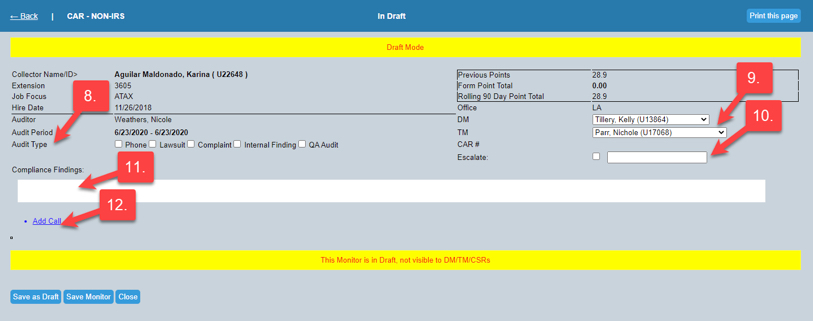 ← Back | CAR - NON-IRS In Draft Print this page
Draft Mode
Collector Name/ID> Aguilar Maldonado, Karina ( U22648 )
Extension 3605
Job Focus ATAX
Hire Date 11/26/2018
Auditor Weathers, Nicole
Audit Period 6/23/2020 - 6/23/2020
Audit Type Phone Lawsuit Complaint Internal Finding QA Audit
8.
Previous Points 28.9
Form Point Total 0.00
Rolling 90 Day Point Total 28.9
Office LA
DM Tillery, Kelly (U13864)
TM Parr, Nichole (U17068)
CAR #
Escalate:
9.
10.
Compliance Findings:
11.
12.
• Add Call
"
This Monitor is in Draft, not visible to DM/TM/CSRs
Save as Draft Save Monitor Close